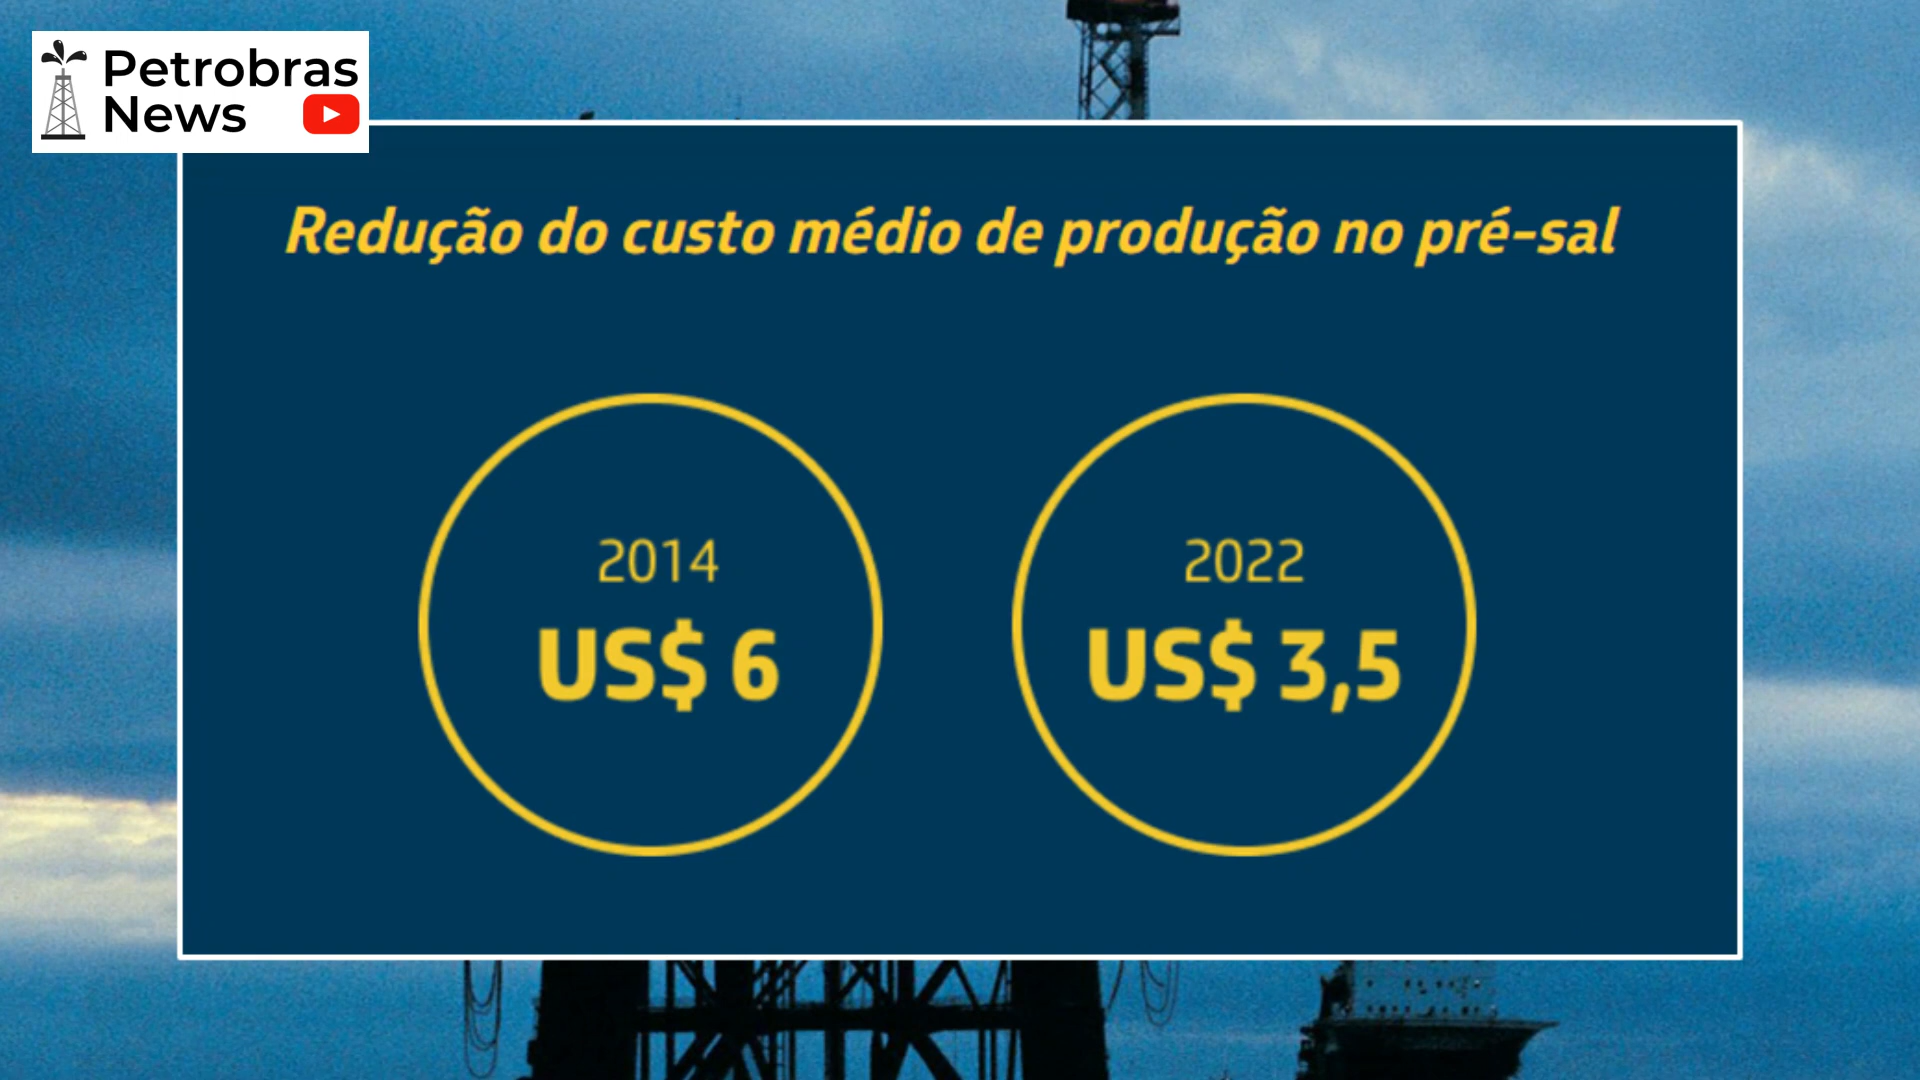 Petrobras
News
Redução do custo médio de produção no pré-sal
2014
US$ 6
2022
US$ 3,5